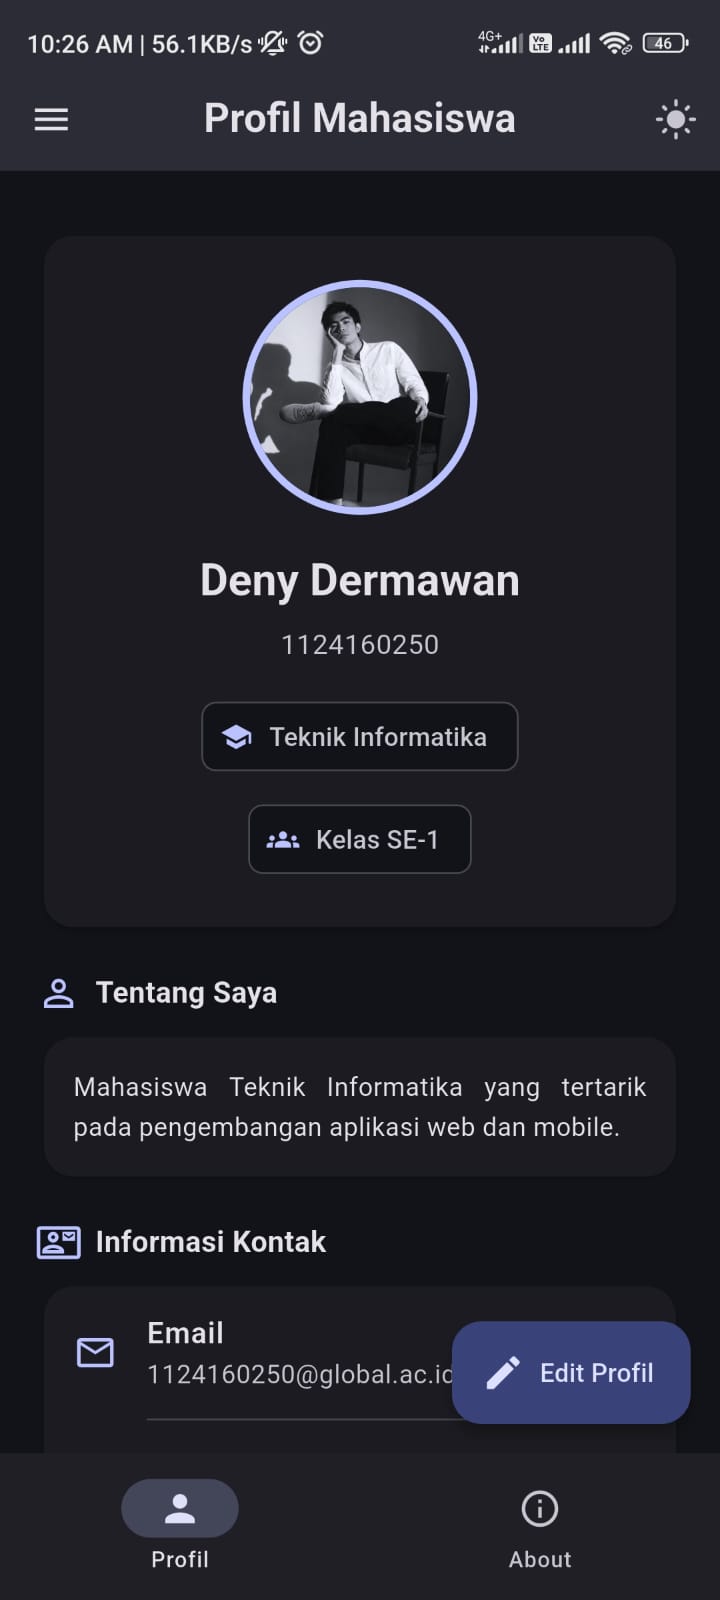 10:26 AM | 56.1KB/s 4G+ Vo LTE 46
Profil Mahasiswa
Deny Dermawan
1124160250
Teknik Informatika
Kelas SE-1
Tentang Saya
Mahasiswa Teknik Informatika yang tertarik
pada pengembangan aplikasi web dan mobile.
Informasi Kontak
Email
1124160250@global.ac.id
Edit Profil
Profil About